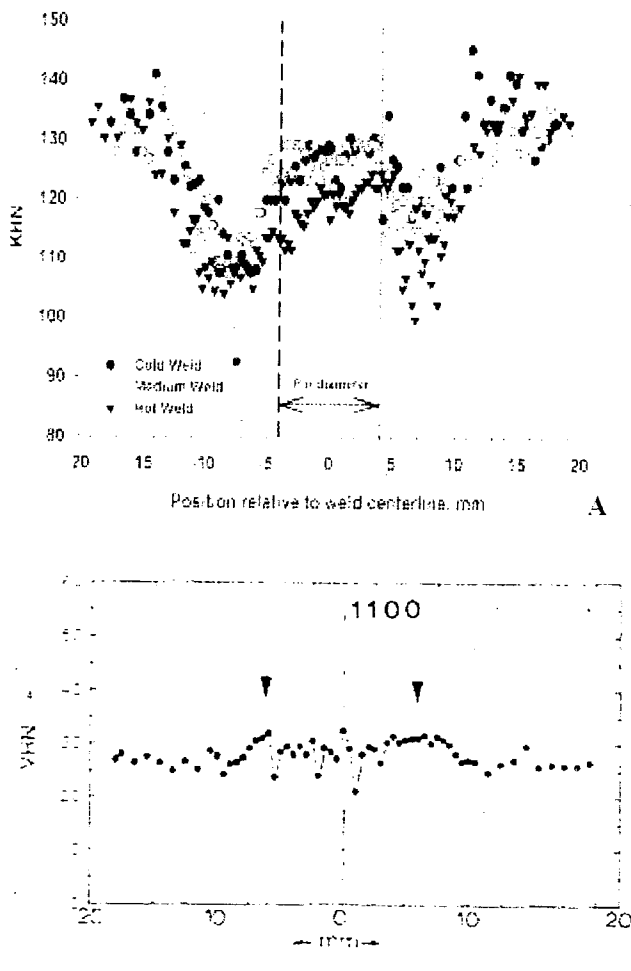 150
140
130
120
110
100
90
80
KHN
Cold Weld
Medium Weld
Hot Weld
Pin diameter
20 15 -10 -5 0 5 10 15 20
Position relative to weld centerline, mm
A
1100
VHN
20 10 0 10 20
mm